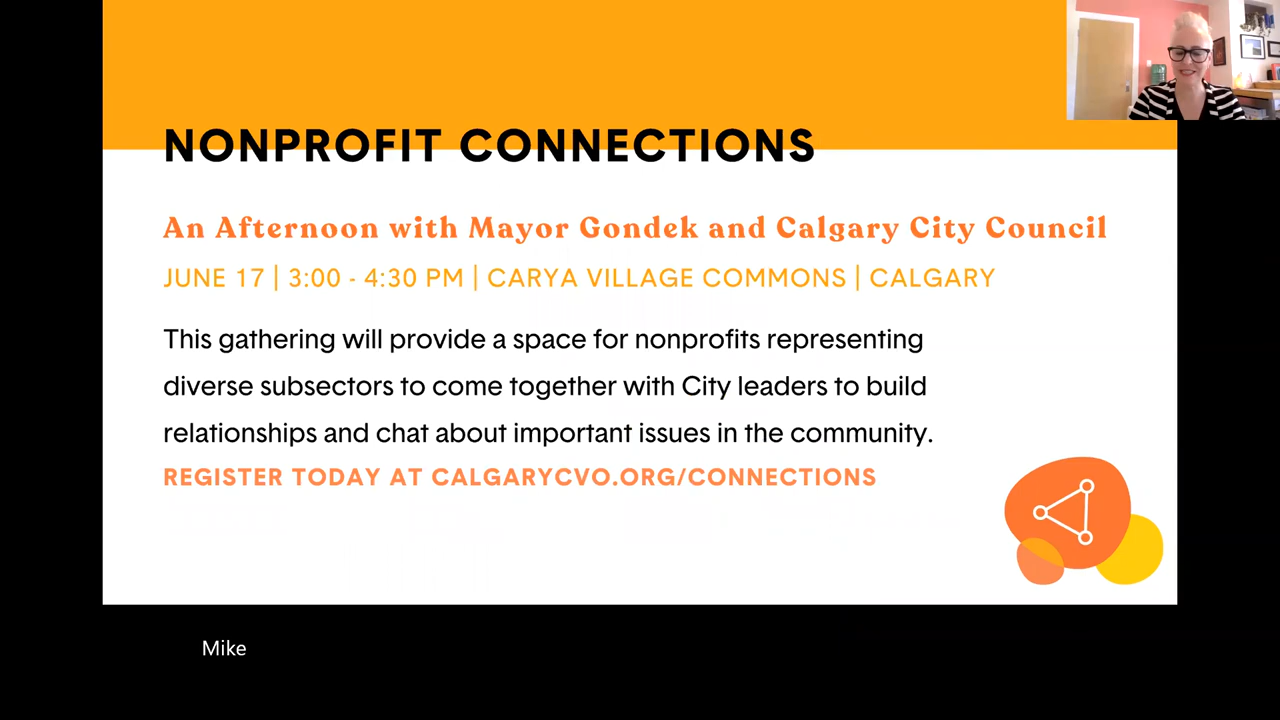 NONPROFIT CONNECTIONS
An Afternoon with Mayor Gondek and Calgary City Council
JUNE 17 | 3:00 - 4:30 PM | CARYA VILLAGE COMMONS | CALGARY
This gathering will provide a space for nonprofits representing
diverse subsectors to come together with City leaders to build
relationships and chat about important issues in the community.
REGISTER TODAY AT CALGARYCVO.ORG/CONNECTIONS
Mike